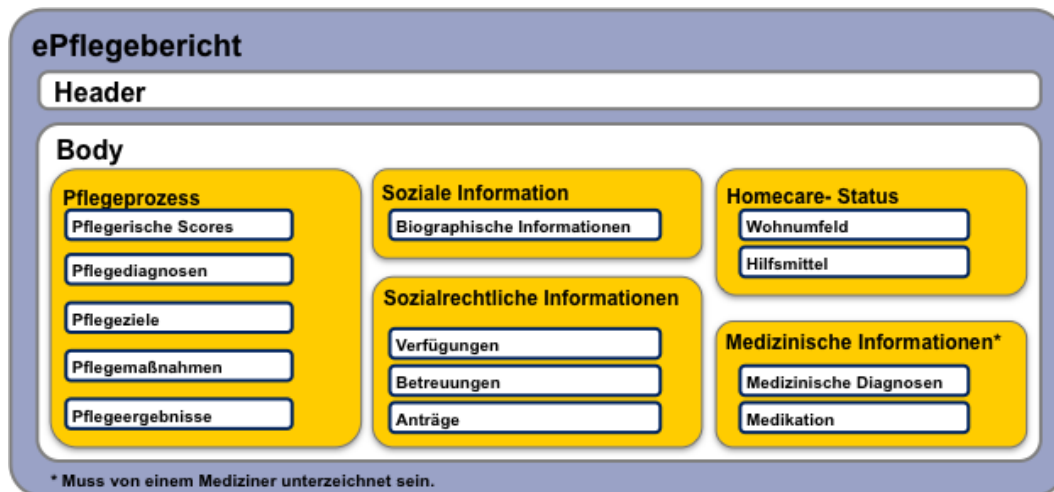 ePflegebericht
Header
Body
Pflegeprozess
Pflegerische Scores
Pflegediagnosen
Pflegeziele
Pflegemaßnahmen
Pflegeergebnisse
Soziale Information
Biographische Informationen
Sozialrechtliche Informationen
Verfügungen
Betreuungen
Anträge
Homecare- Status
Wohnumfeld
Hilfsmittel
Medizinische Informationen*
Medizinische Diagnosen
Medikation
* Muss von einem Mediziner unterzeichnet sein.